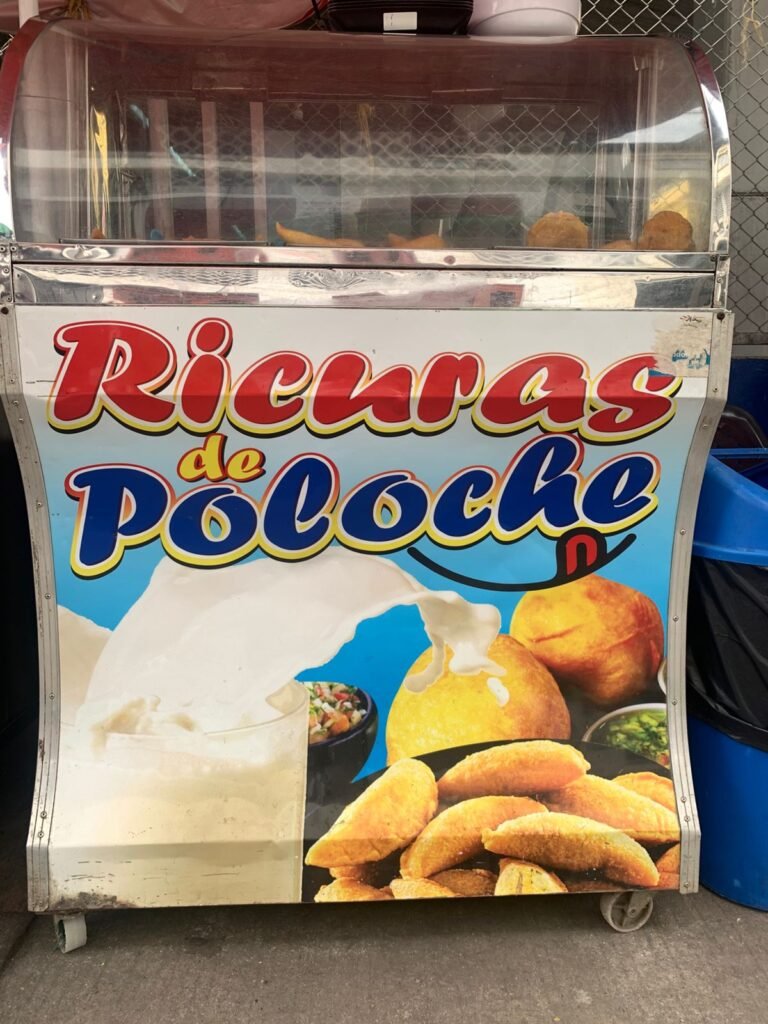 Ricuras
de
Poloche
n